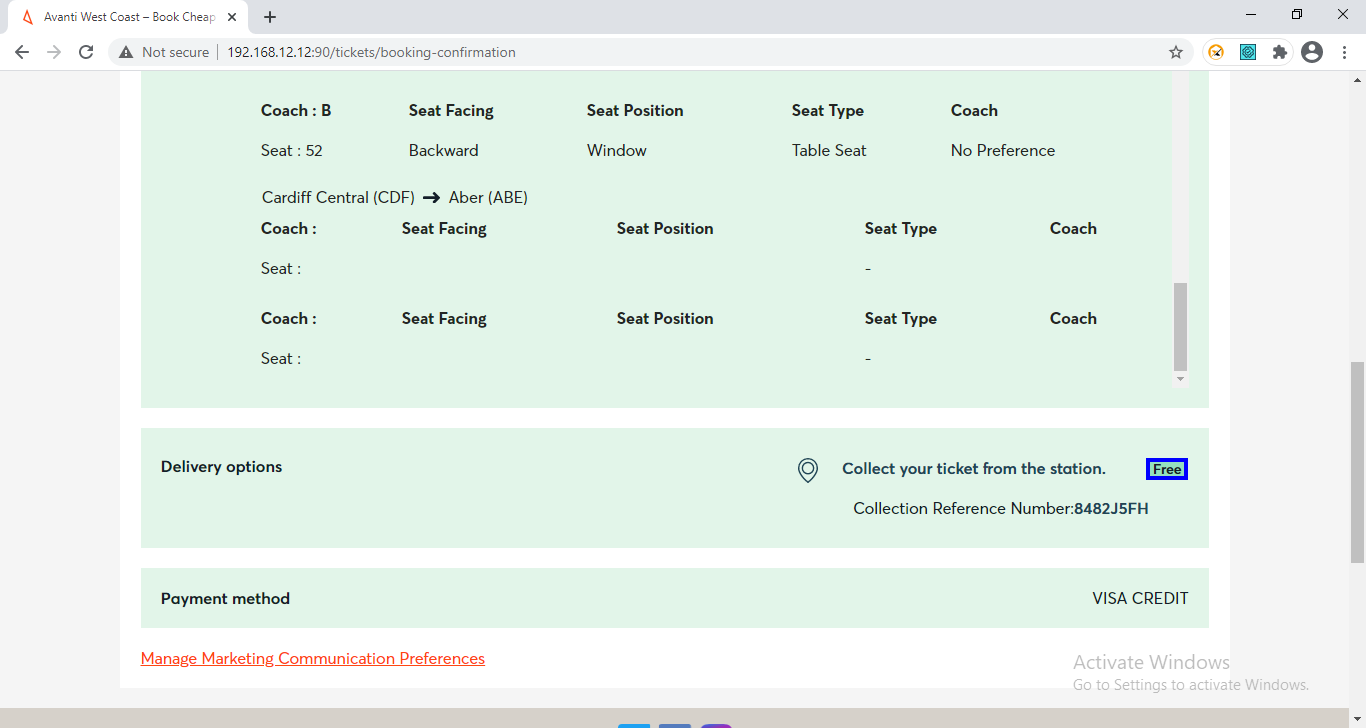 Avanti West Coast – Book Cheap
Not secure
192.168.12.12:90/tickets/booking-confirmation
Coach : B Seat Facing Seat Position Seat Type Coach
Seat : 52 Backward Window Table Seat No Preference
Cardiff Central (CDF) → Aber (ABE)
Coach : Seat Facing Seat Position Seat Type Coach
Seat : -
Coach : Seat Facing Seat Position Seat Type Coach
Seat : -
Delivery options Collect your ticket from the station. Free
Collection Reference Number:8482J5FH
Payment method VISA CREDIT
Manage Marketing Communication Preferences
Activate Windows
Go to Settings to activate Windows.